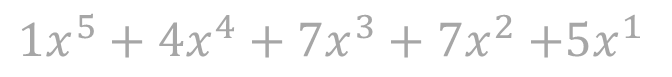 1x⁵ + 4x⁴ + 7x³ + 7x² +5x¹